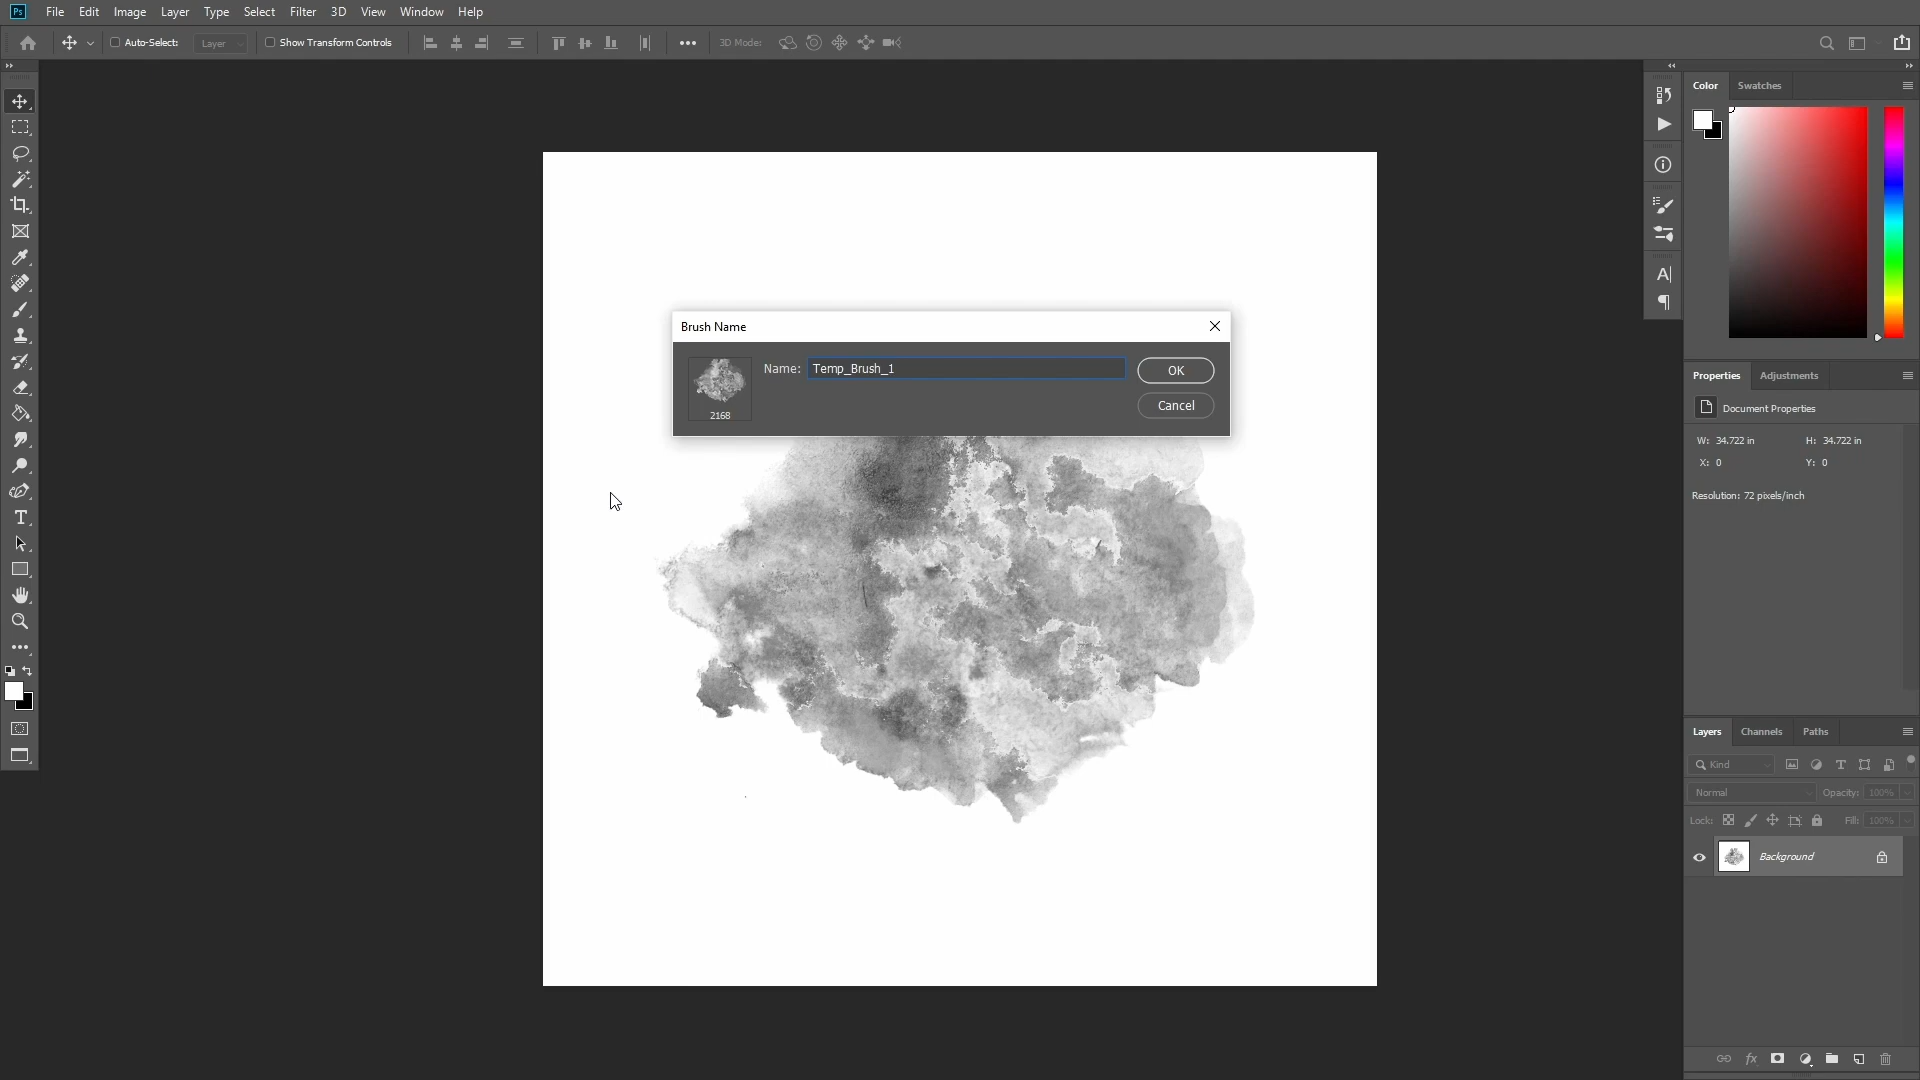 Ps File Edit Image Layer Type Select Filter 3D View Window Help
Auto-Select: Layer Show Transform Controls 3D Mode:
Color Swatches
Brush Name
Name: Temp_Brush_1 OK
Cancel
2168
Properties Adjustments
Document Properties
W: 34.722 in H: 34.722 in
X: 0 Y: 0
Resolution: 72 pixels/inch
Layers Channels Paths
Kind
Normal Opacity: 100%
Lock: Fill: 100%
Background
fx